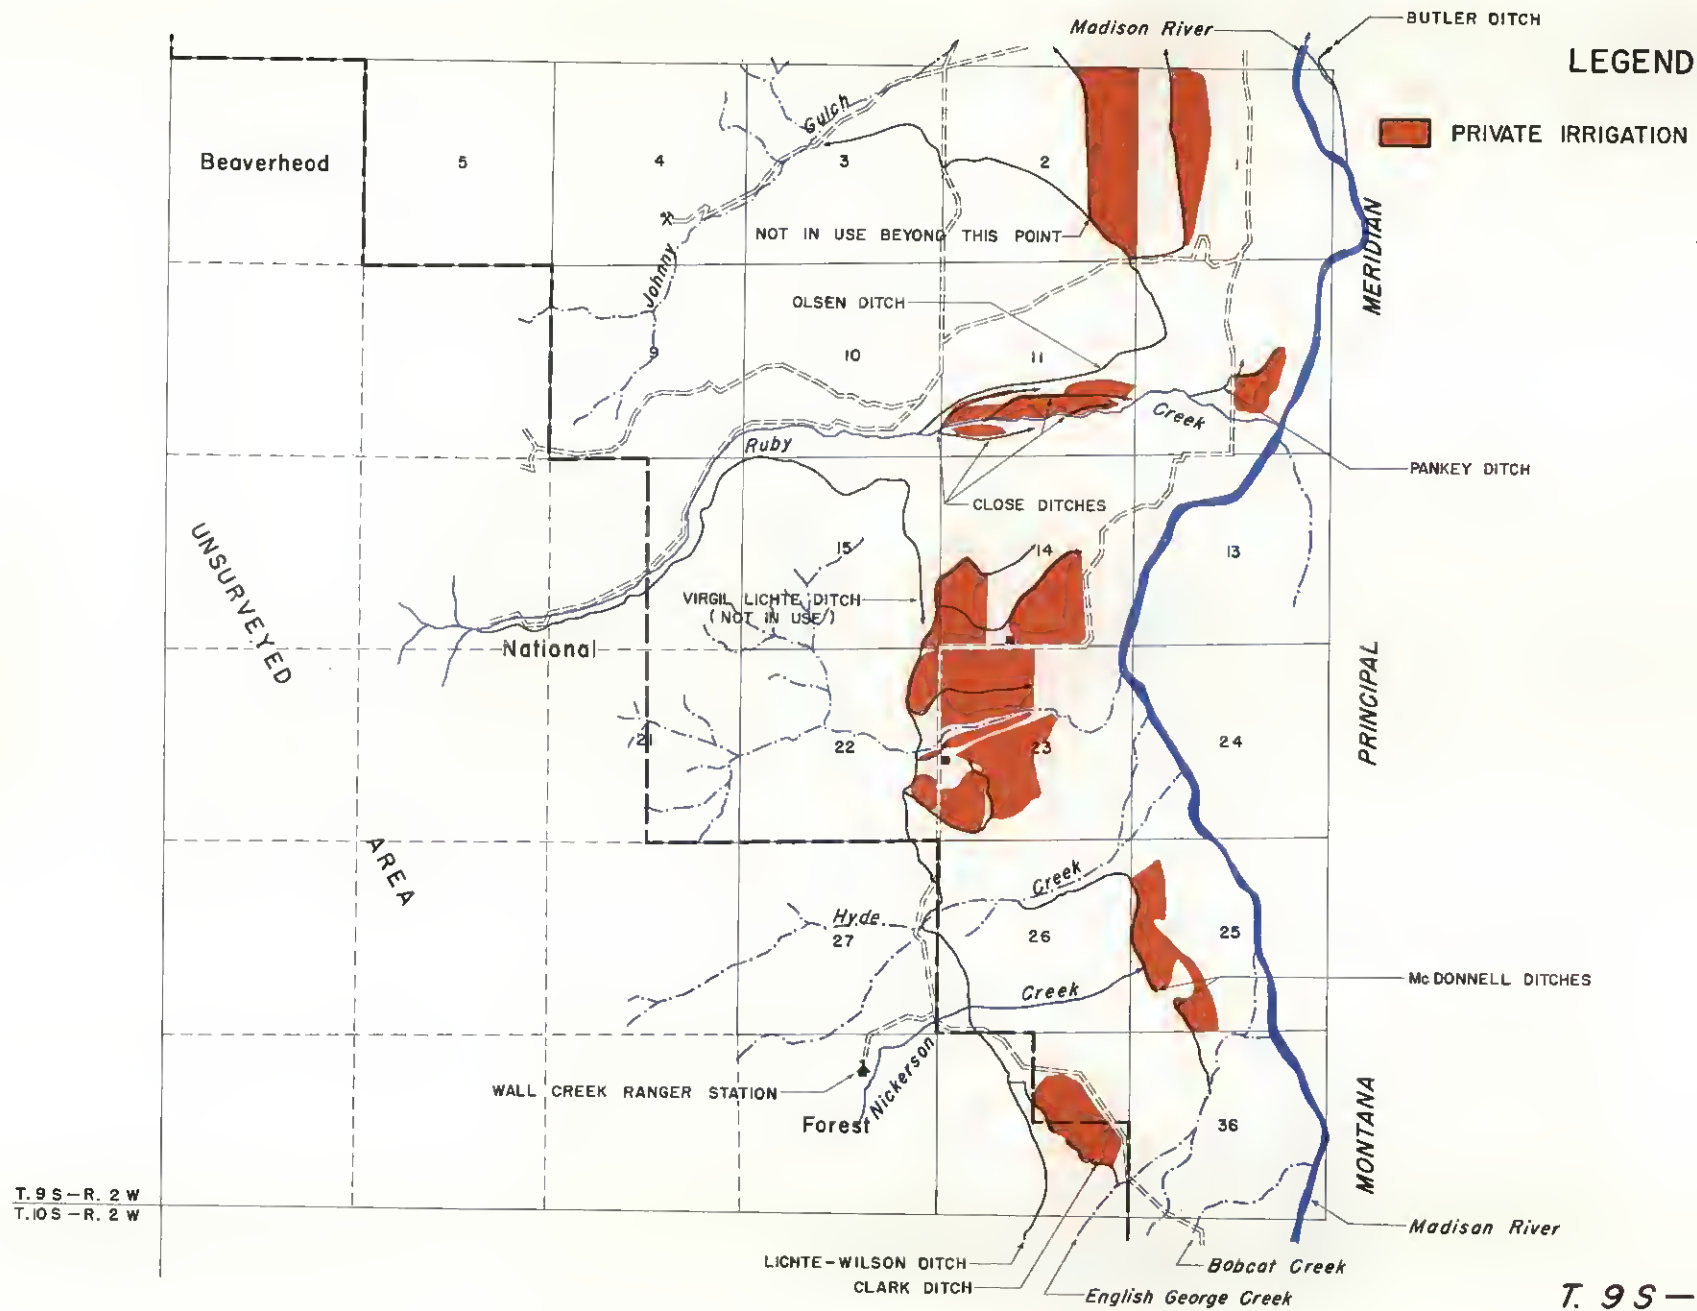 Madison River
BUTLER DITCH
LEGEND
PRIVATE IRRIGATION
Beaverhead
5
4
3
2
1
Gulch
Johnny
NOT IN USE BEYOND THIS POINT
MERIDIAN
OLSEN DITCH
9
10
11
Creek
Ruby
PANKEY DITCH
CLOSE DITCHES
UNSURVEYED
15
14
13
VIRGIL LICHTE DITCH
(NOT IN USE)
National
PRINCIPAL
21
22
23
24
AREA
Creek
Hyde
27
26
25
Creek
McDONNELL DITCHES
Nickerson
WALL CREEK RANGER STATION
Forest
36
MONTANA
T. 9 S – R. 2 W
T. 10 S – R. 2 W
Madisan River
LICHTE-WILSON DITCH
Bobcat Creek
CLARK DITCH
English George Creek
T. 9 S –